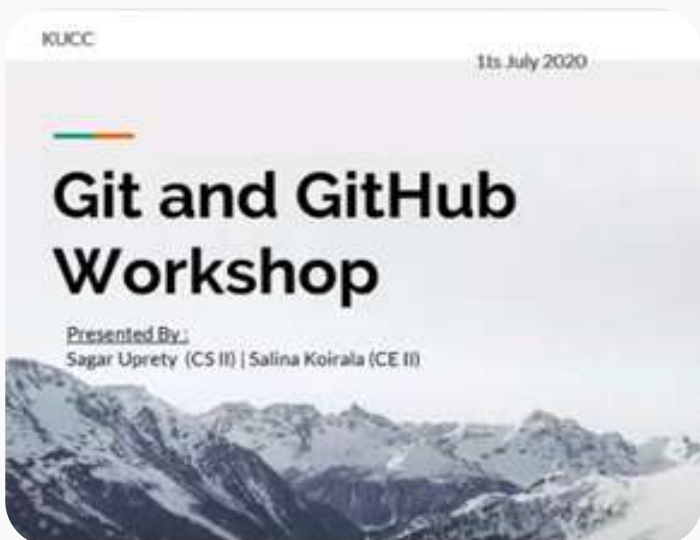 KUCC
1ts July 2020
Git and GitHub
Workshop
Presented By :
Sagar Uprety (CS II) | Salina Koirala (CE II)